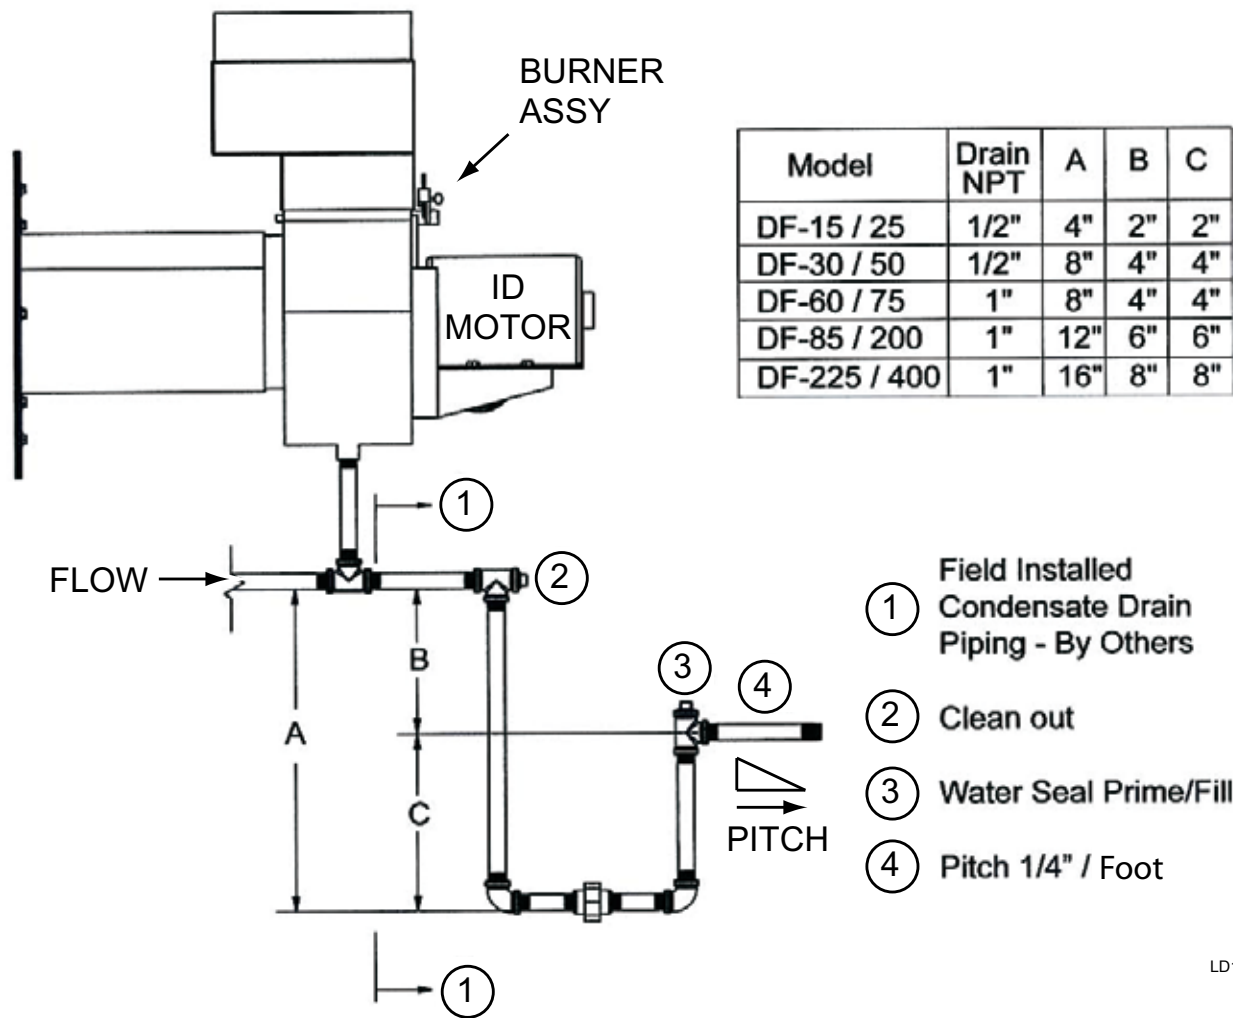 BURNER
ASSY
Model Drain NPT A B C
DF-15 / 25 1/2" 4" 2" 2"
DF-30 / 50 1/2" 8" 4" 4"
DF-60 / 75 1" 8" 4" 4"
DF-85 / 200 1" 12" 6" 6"
DF-225 / 400 1" 16" 8" 8"
ID
MOTOR
1
FLOW
2
A
B
C
3
4
PITCH
1
1 Field Installed
Condensate Drain
Piping - By Others
2 Clean out
3 Water Seal Prime/Fill
4 Pitch 1/4” / Foot